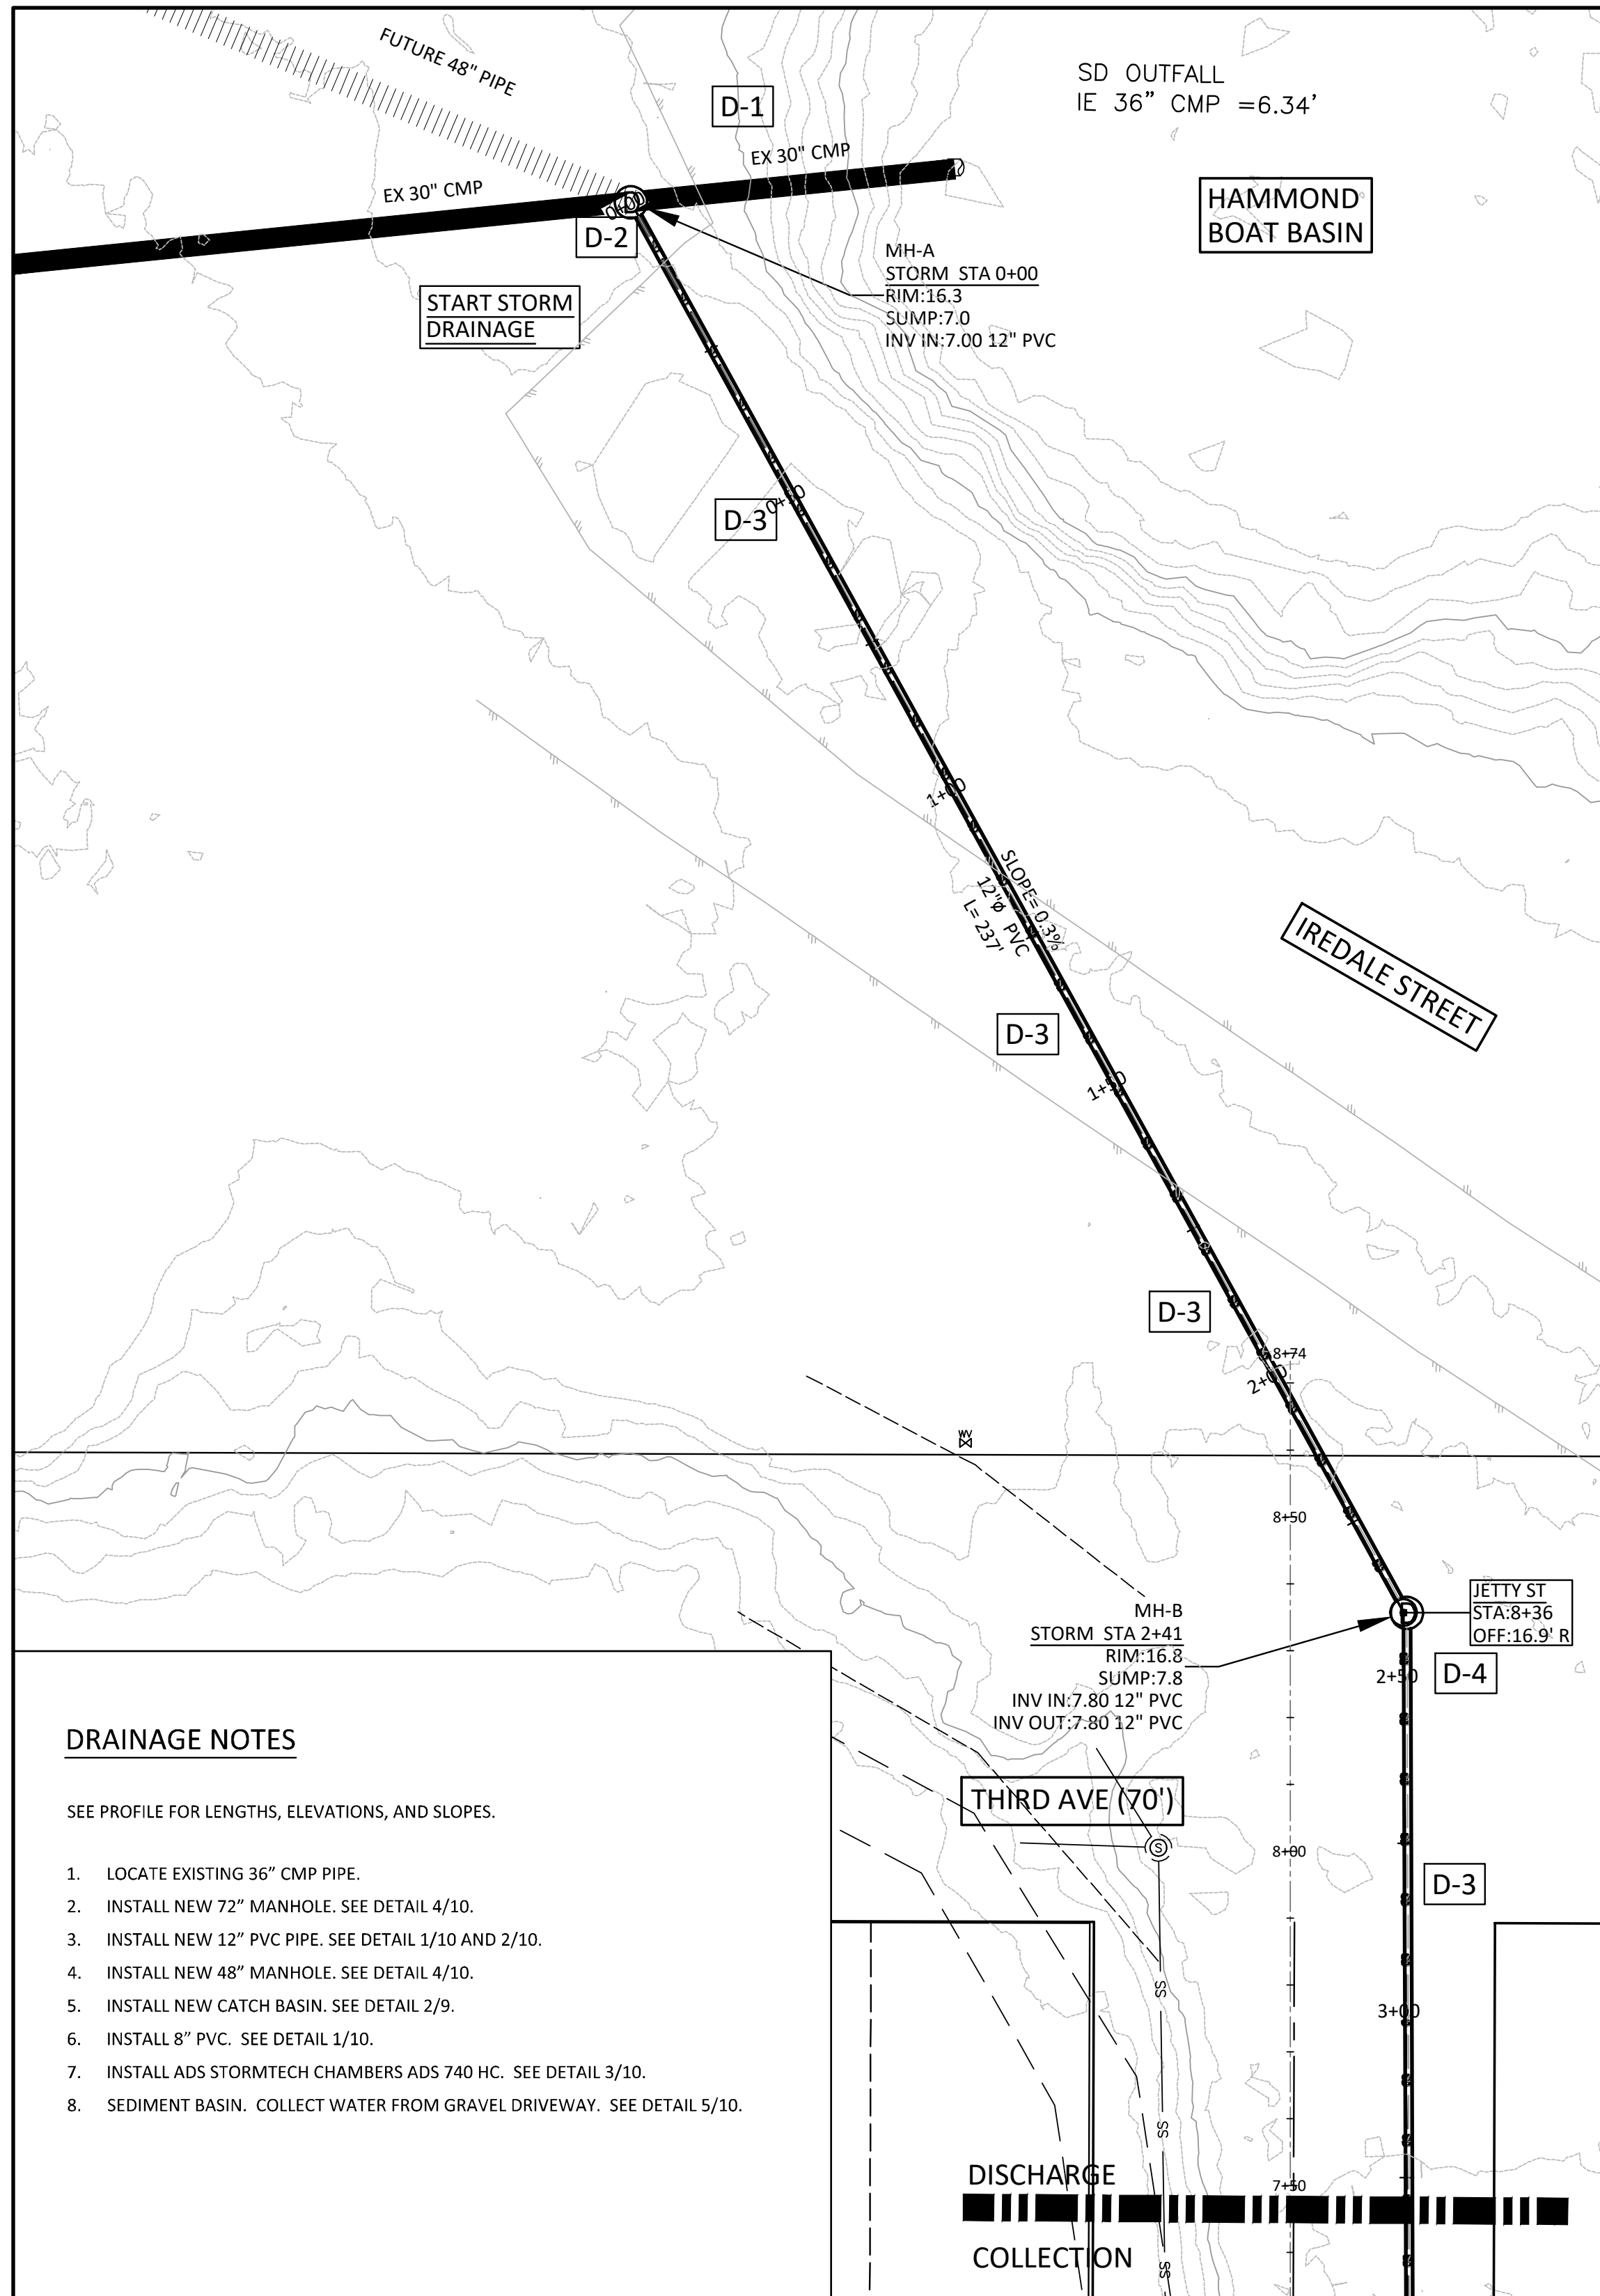 FUTURE 48" PIPE
D-1
SD OUTFALL
IE 36” CMP =6.34’
EX 30" CMP
EX 30" CMP
0+00
D-2
HAMMOND
BOAT BASIN
MH-A
STORM STA 0+00
RIM:16.3
SUMP:7.0
INV IN:7.00 12" PVC
START STORM
DRAINAGE
D-3
0+50
1+00
SLOPE= 0.3%
12"ø PVC
L= 237'
IREDALE STREET
D-3
1+50
D-3
8+74
2+00
WV
8+50
MH-B
STORM STA 2+41
RIM:16.8
SUMP:7.8
INV IN:7.80 12" PVC
INV OUT:7.80 12" PVC
D
JETTY ST
STA:8+36
OFF:16.9' R
2+50
D-4
THIRD AVE (70')
S
8+00
D-3
SS
3+00
SS
7+50
DISCHARGE
COLLECTION
SS
DRAINAGE NOTES
SEE PROFILE FOR LENGTHS, ELEVATIONS, AND SLOPES.
1. LOCATE EXISTING 36” CMP PIPE.
2. INSTALL NEW 72” MANHOLE. SEE DETAIL 4/10.
3. INSTALL NEW 12” PVC PIPE. SEE DETAIL 1/10 AND 2/10.
4. INSTALL NEW 48” MANHOLE. SEE DETAIL 4/10.
5. INSTALL NEW CATCH BASIN. SEE DETAIL 2/9.
6. INSTALL 8” PVC. SEE DETAIL 1/10.
7. INSTALL ADS STORMTECH CHAMBERS ADS 740 HC. SEE DETAIL 3/10.
8. SEDIMENT BASIN. COLLECT WATER FROM GRAVEL DRIVEWAY. SEE DETAIL 5/10.